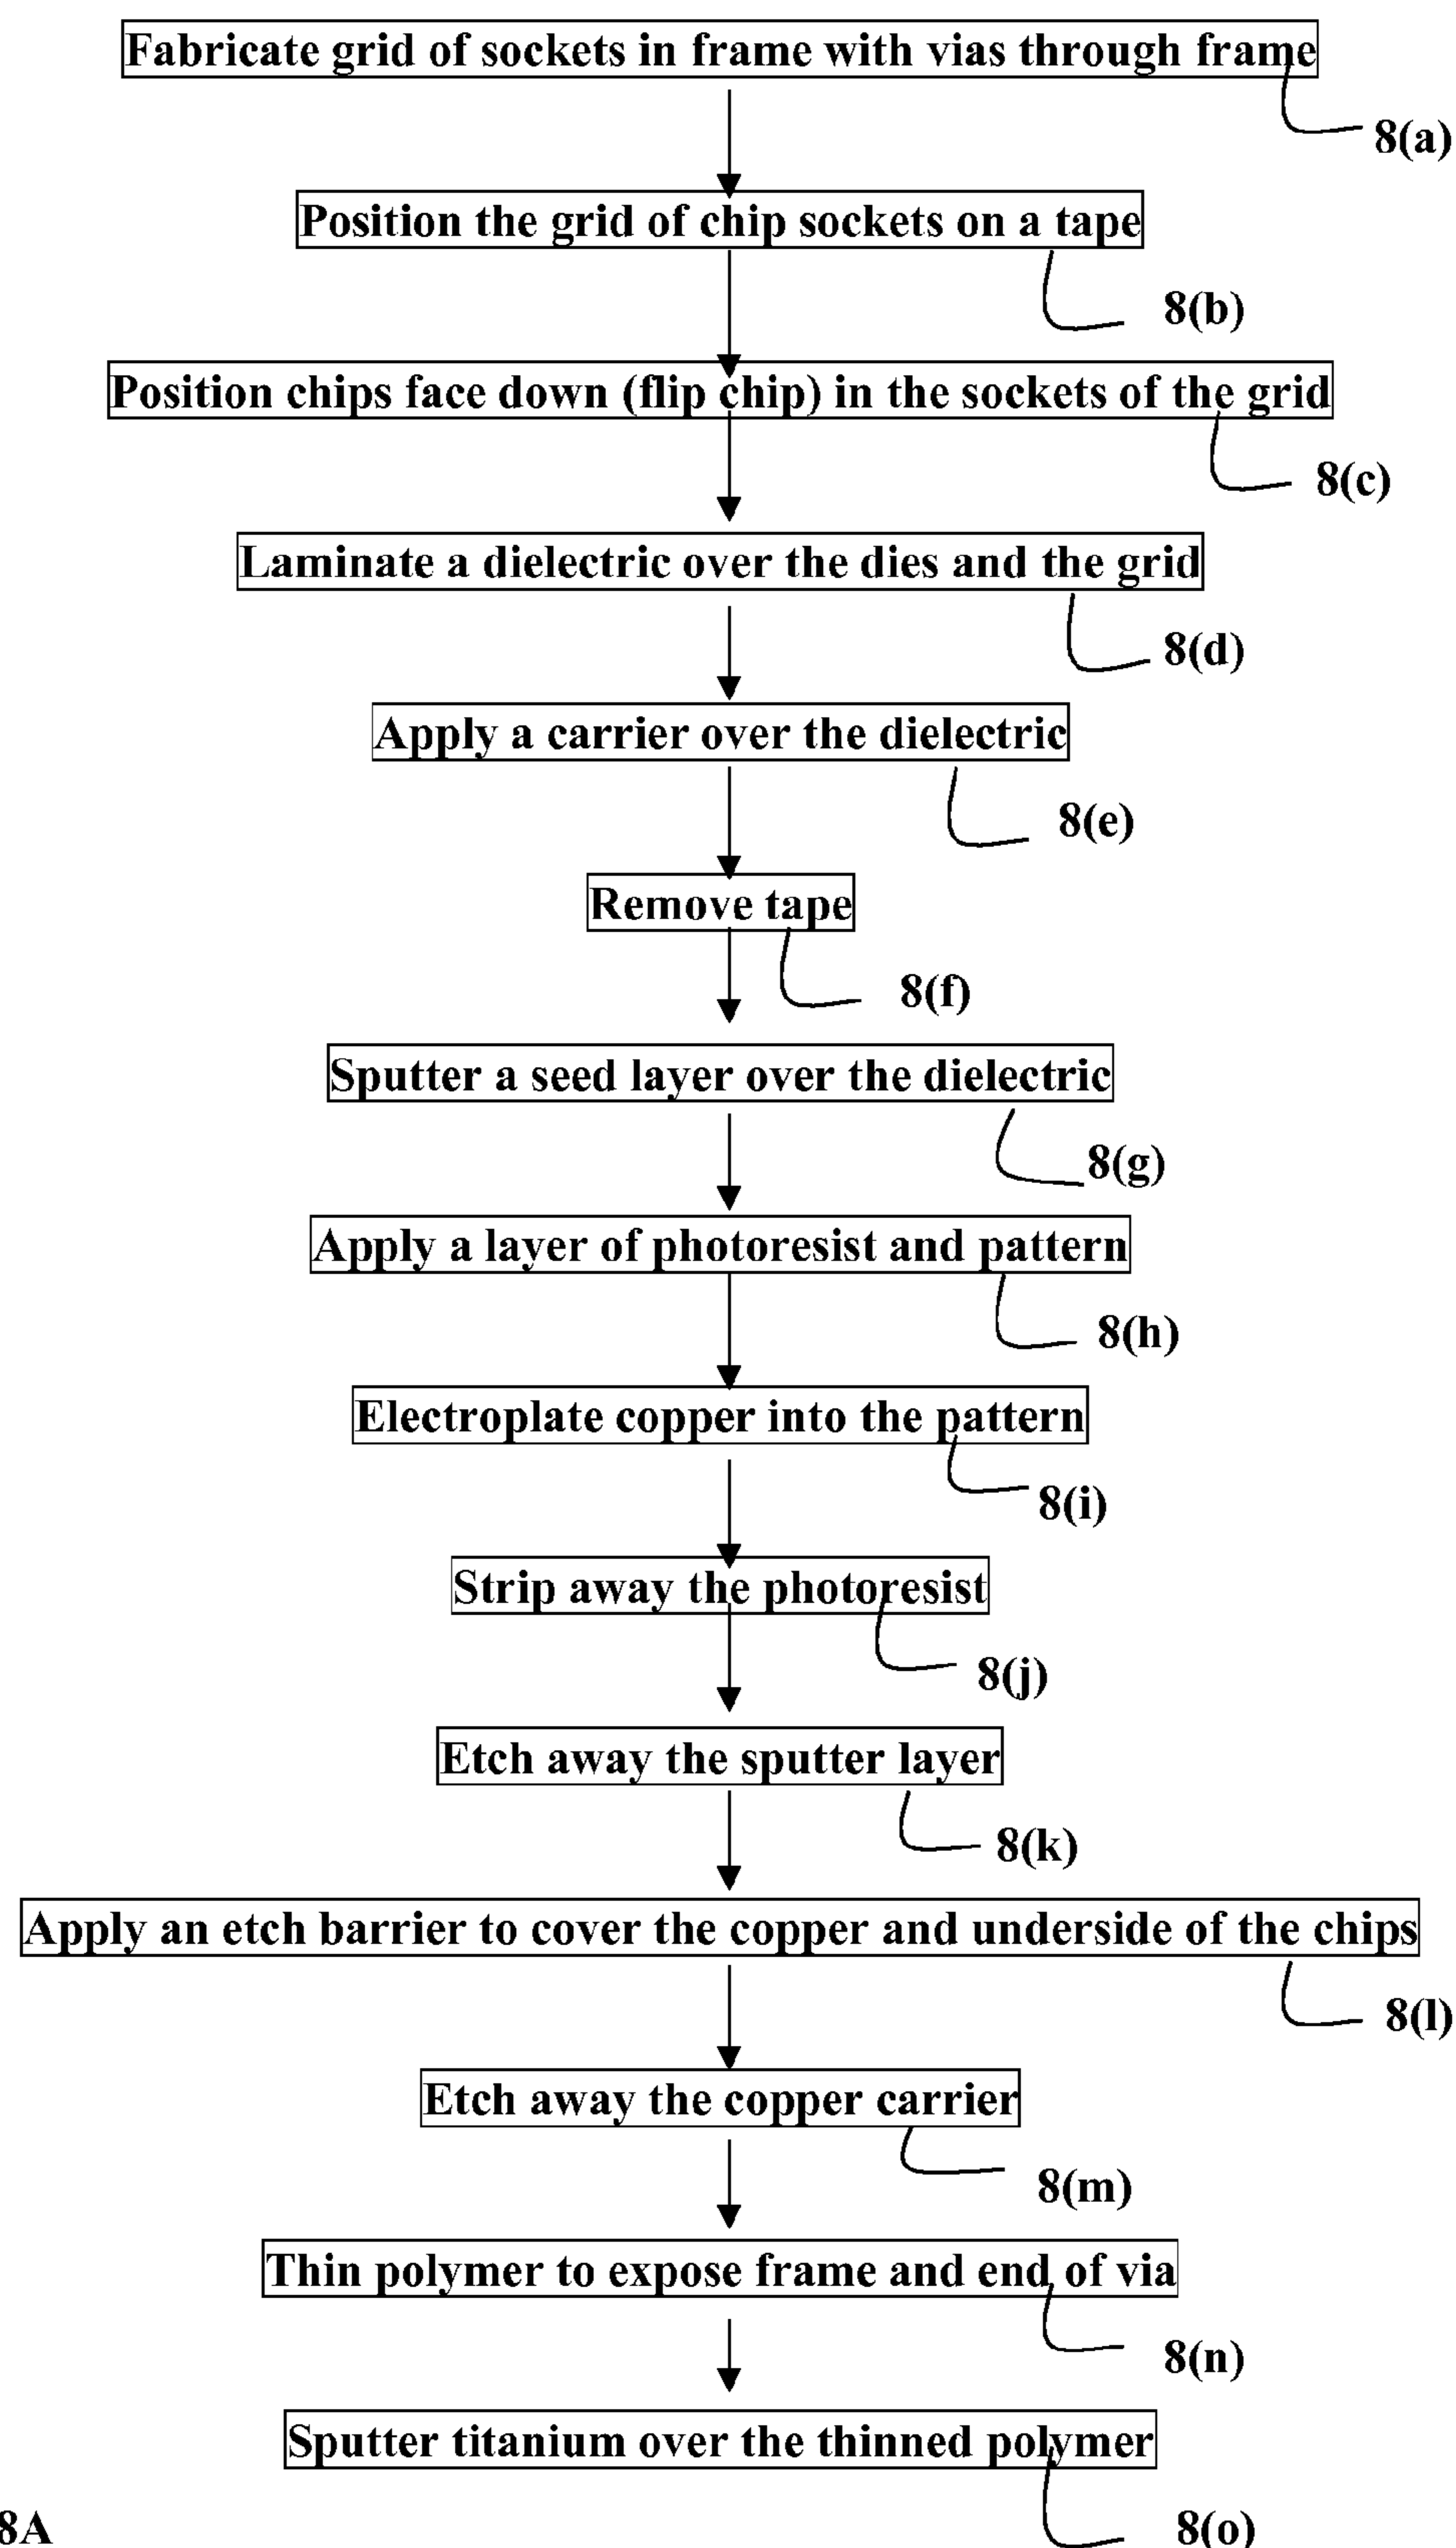 Fabricate grid of sockets in frame with vias through frame
8(a)
Position the grid of chip sockets on a tape
8(b)
Position chips face down (flip chip) in the sockets of the grid
8(c)
Laminate a dielectric over the dies and the grid
8(d)
Apply a carrier over the dielectric
8(e)
Remove tape
8(f)
Sputter a seed layer over the dielectric
8(g)
Apply a layer of photoresist and pattern
8(h)
Electroplate copper into the pattern
8(i)
Strip away the photoresist
8(j)
Etch away the sputter layer
8(k)
Apply an etch barrier to cover the copper and underside of the chips
8(l)
Etch away the copper carrier
8(m)
Thin polymer to expose frame and end of via
8(n)
Sputter titanium over the thinned polymer
8(o)
8A